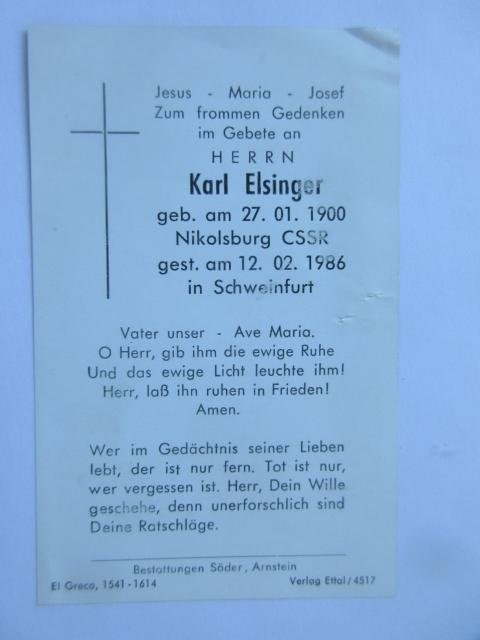 Jesus - Maria - Josef
Zum frommen Gedenken
im Gebete an
HERRN
Karl Elsinger
geb. am 27. 01. 1900
Nikolsburg CSSR
gest. am 12. 02. 1986
in Schweinfurt
Vater unser - Ave Maria.
O Herr, gib ihm die ewige Ruhe
Und das ewige Licht leuchte ihm!
Herr, laß ihn ruhen in Frieden!
Amen.
Wer im Gedächtnis seiner Lieben
lebt, der ist nur fern. Tot ist nur,
wer vergessen ist. Herr, Dein Wille
geschehe, denn unerforschlich sind
Deine Ratschläge.
Bestattungen Söder, Arnstein
El Greco, 1541-1614 Verlag Ettal/4517